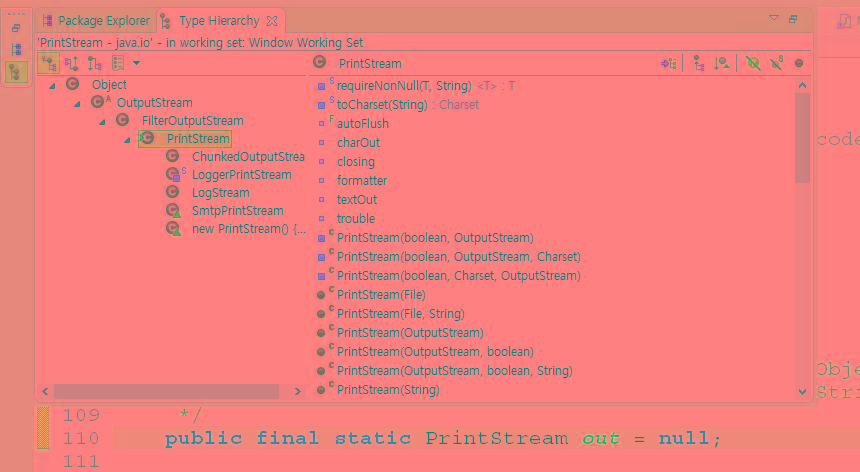 Package Explorer Type Hierarchy
'PrintStream - java.io' - in working set: Window Working Set
Object
OutputStream
FilterOutputStream
PrintStream
ChunkedOutputStrea
LoggerPrintStream
LogStream
SmtpPrintStream
new PrintStream() {...
PrintStream
requireNonNull(T, String) <T> : T
toCharset(String) : Charset
autoFlush
charOut
closing
formatter
textOut
trouble
PrintStream(boolean, OutputStream)
PrintStream(boolean, OutputStream, Charset)
PrintStream(boolean, Charset, OutputStream)
PrintStream(File)
PrintStream(File, String)
PrintStream(OutputStream)
PrintStream(OutputStream, boolean)
PrintStream(OutputStream, boolean, String)
PrintStream(String)
code
Obje
Stri
109 */
110 public final static PrintStream out = null;
111